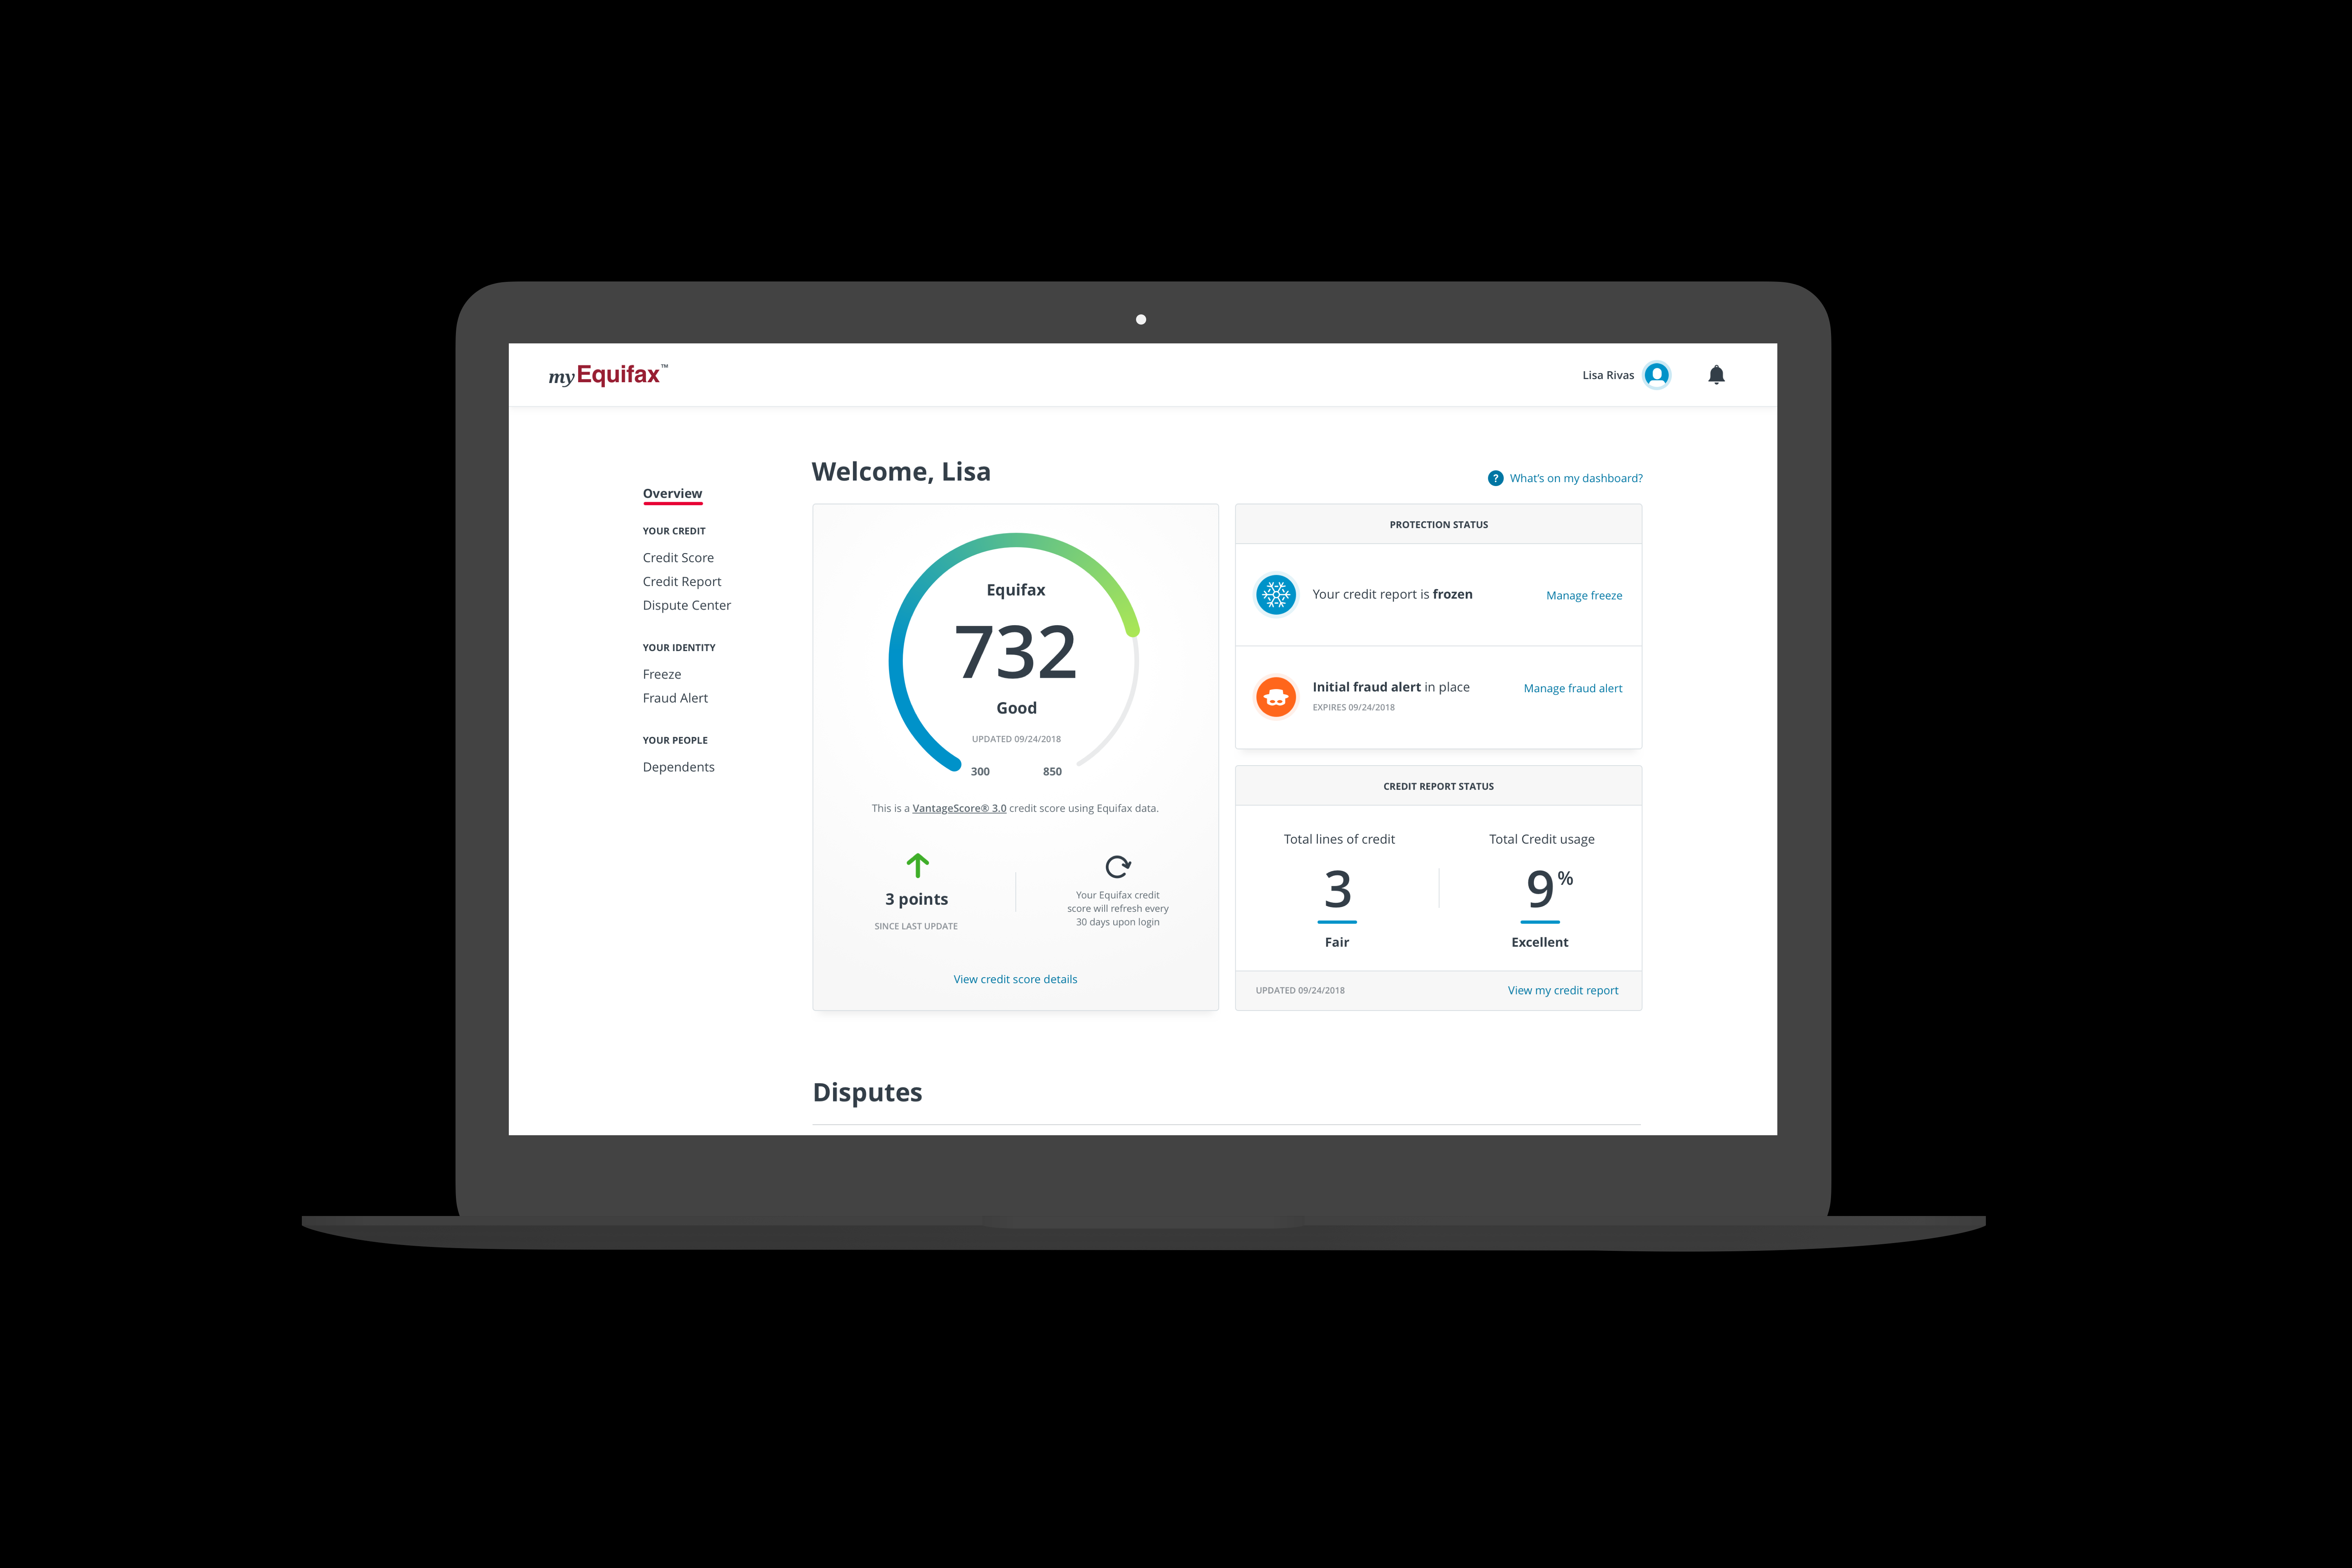 myEquifax™
Lisa Rivas
Welcome, Lisa
? What's on my dashboard?
Overview
YOUR CREDIT
Credit Score
Credit Report
Dispute Center
YOUR IDENTITY
Freeze
Fraud Alert
YOUR PEOPLE
Dependents
Equifax
732
Good
UPDATED 09/24/2018
300 850
This is a VantageScore® 3.0 credit score using Equifax data.
3 points
SINCE LAST UPDATE
Your Equifax credit
score will refresh every
30 days upon login
View credit score details
PROTECTION STATUS
Your credit report is frozen
Manage freeze
Initial fraud alert in place
EXPIRES 09/24/2018
Manage fraud alert
CREDIT REPORT STATUS
Total lines of credit
3
Fair
Total Credit usage
9%
Excellent
UPDATED 09/24/2018
View my credit report
Disputes